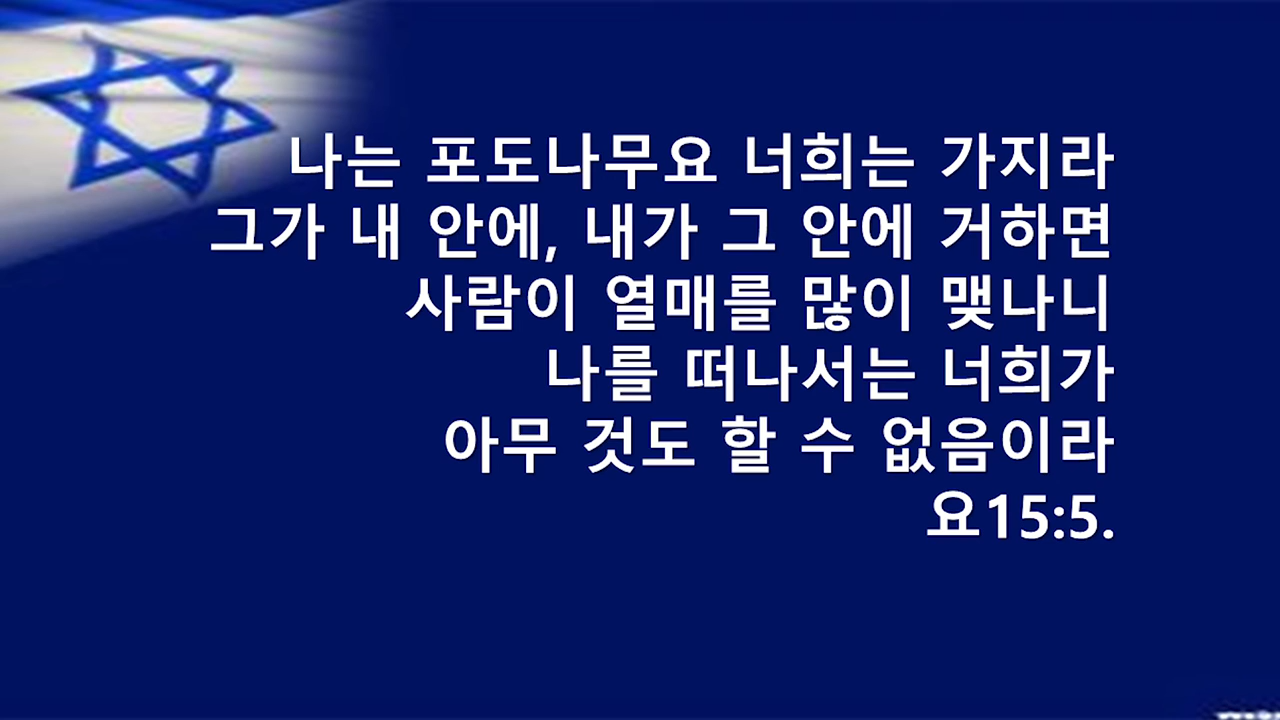 나는 포도나무요 너희는 가지라
그가 내 안에, 내가 그 안에 거하면
사람이 열매를 많이 맺나니
나를 떠나서는 너희가
아무 것도 할 수 없음이라
요15:5.